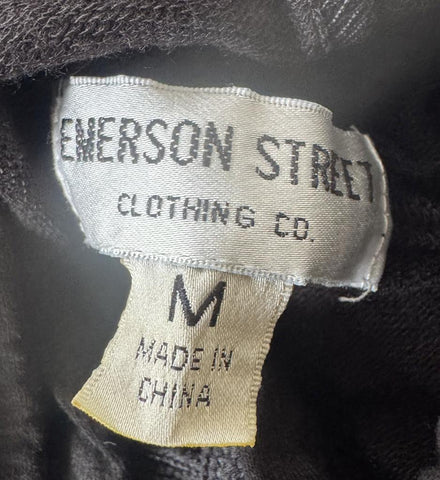 EMERSON STREET
CLOTHING CO.
M
MADE IN
CHINA